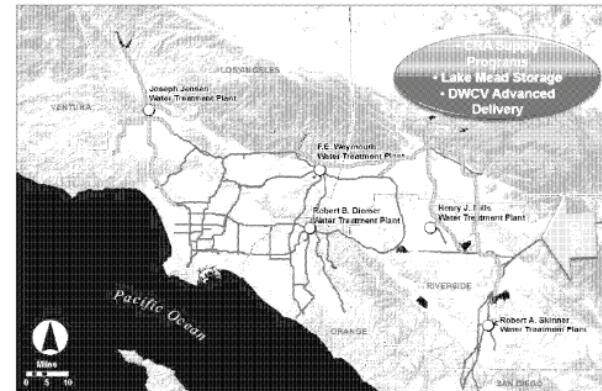 • CRA Supply
Programs
• Lake Mead Storage
• DWCV Advanced
Delivery
LOS ANGELES
Joseph Jensen
Water Treatment Plant
VENTURA
F.E. Weymouth
Water Treatment Plant
Henry J. Mills
Water Treatment Plant
Robert B. Diemer
Water Treatment Plant
RIVERSIDE
Pacific Ocean
Robert A. Skinner
Water Treatment Plant
ORANGE
SAN DIEGO
Miles
0 5 10